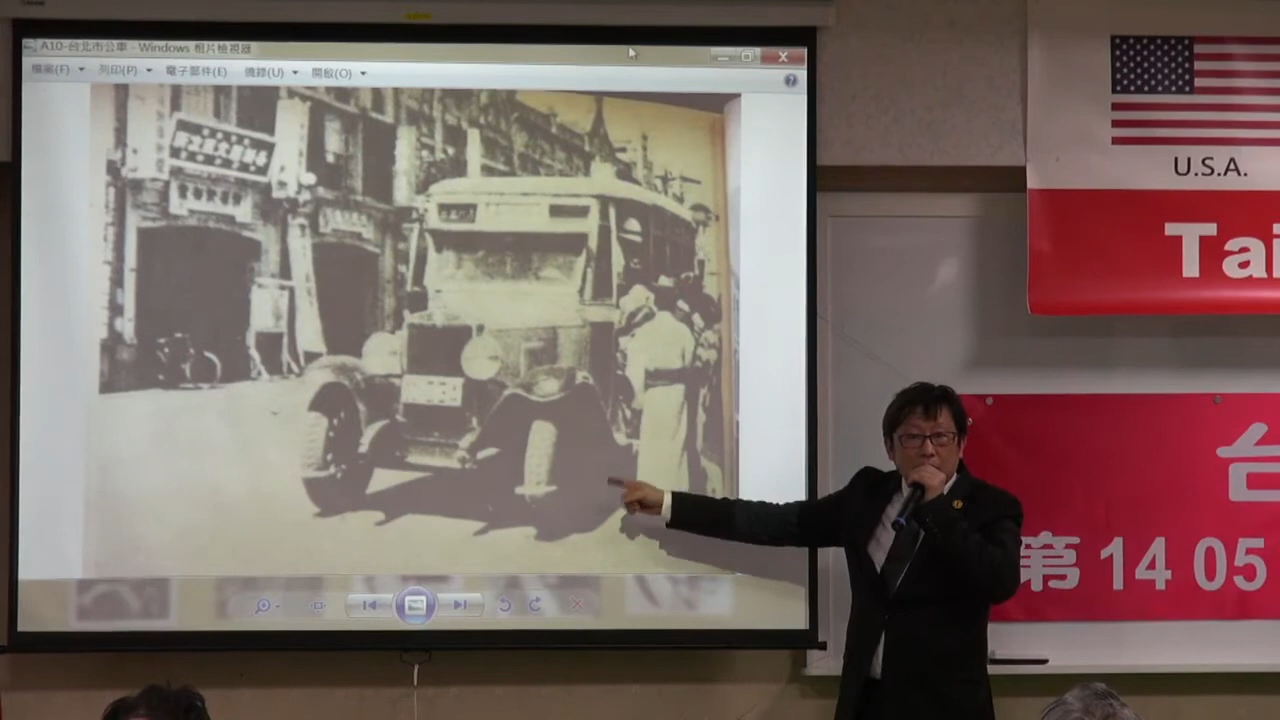 A10-台北市公車 - Windows 相片檢視器
檔案(F) 列印(P) 電子郵件(E) 燒錄(U) 開啟(O)
U.S.A.
Tai
台
第 14 05